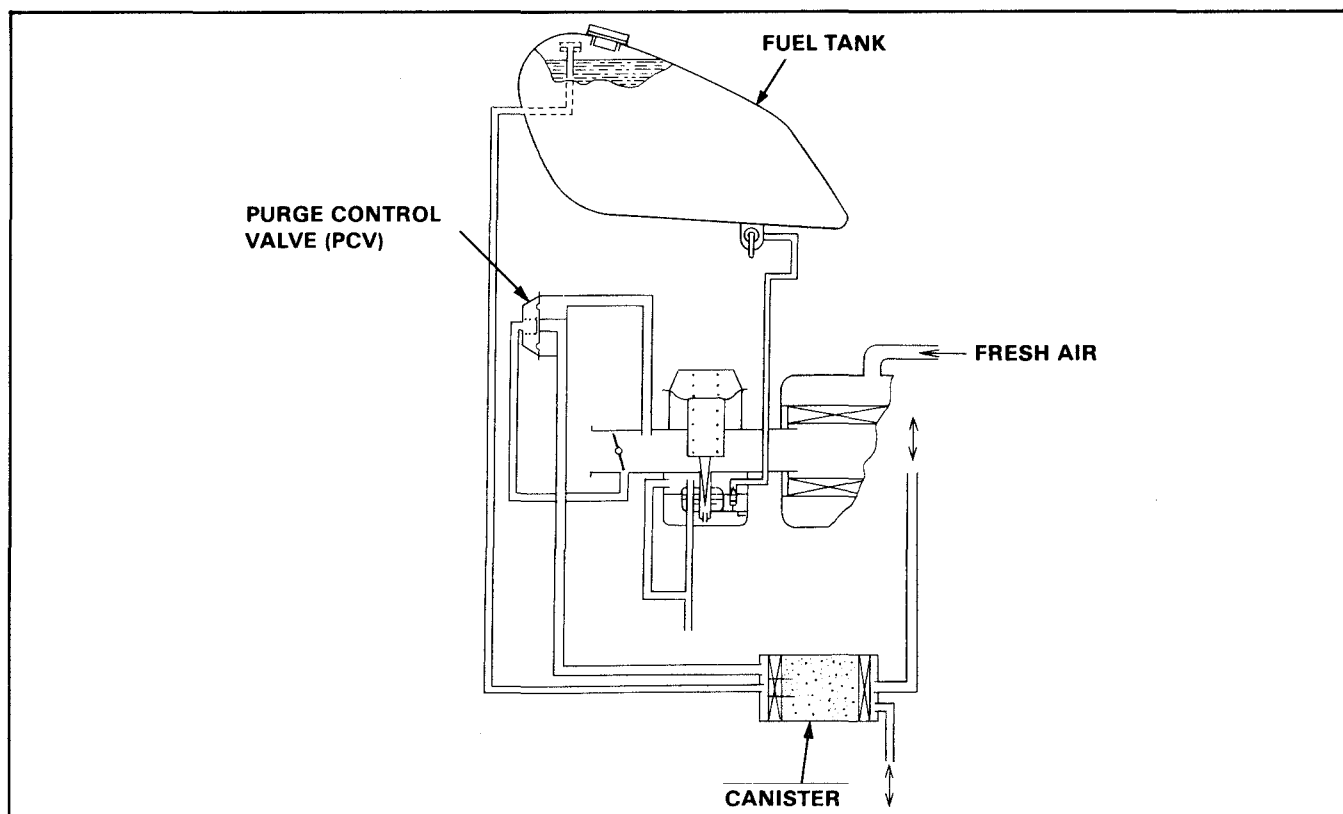 FUEL TANK
PURGE CONTROL
VALVE (PCV)
FRESH AIR
CANISTER